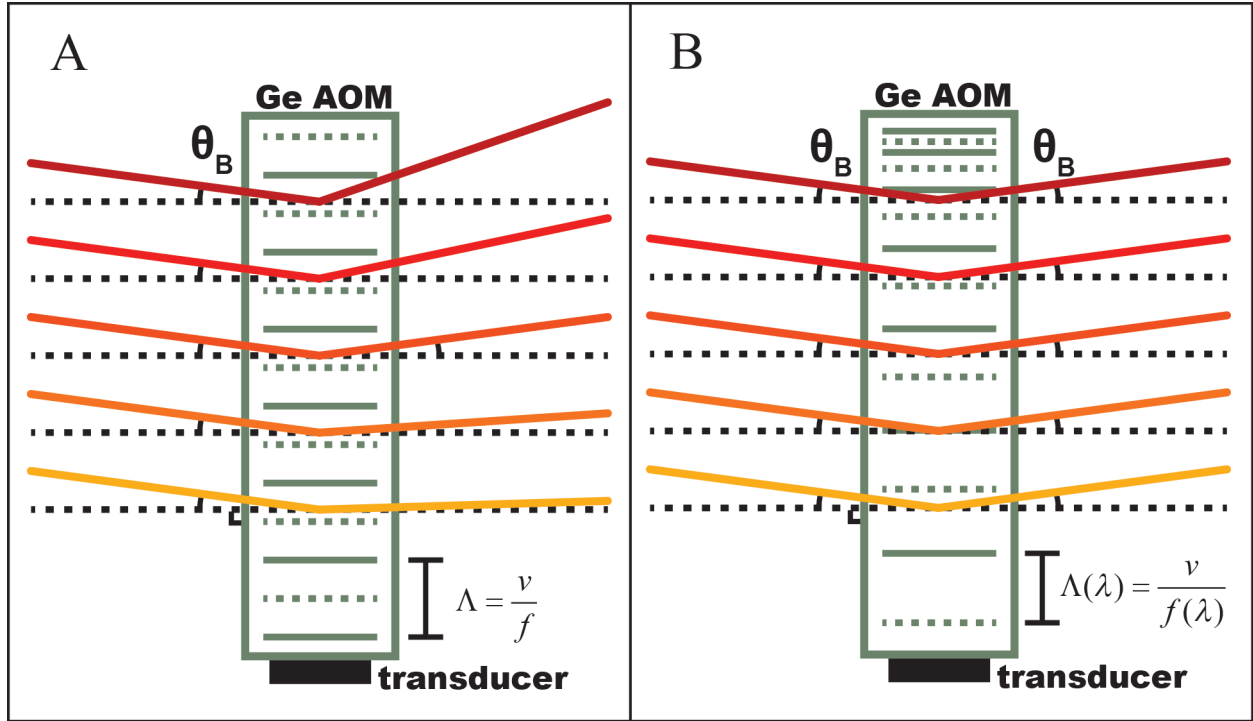 A
Ge AOM
θB
Λ = v/f
transducer
B
Ge AOM
θB θB
Λ(λ) = v/f(λ)
transducer